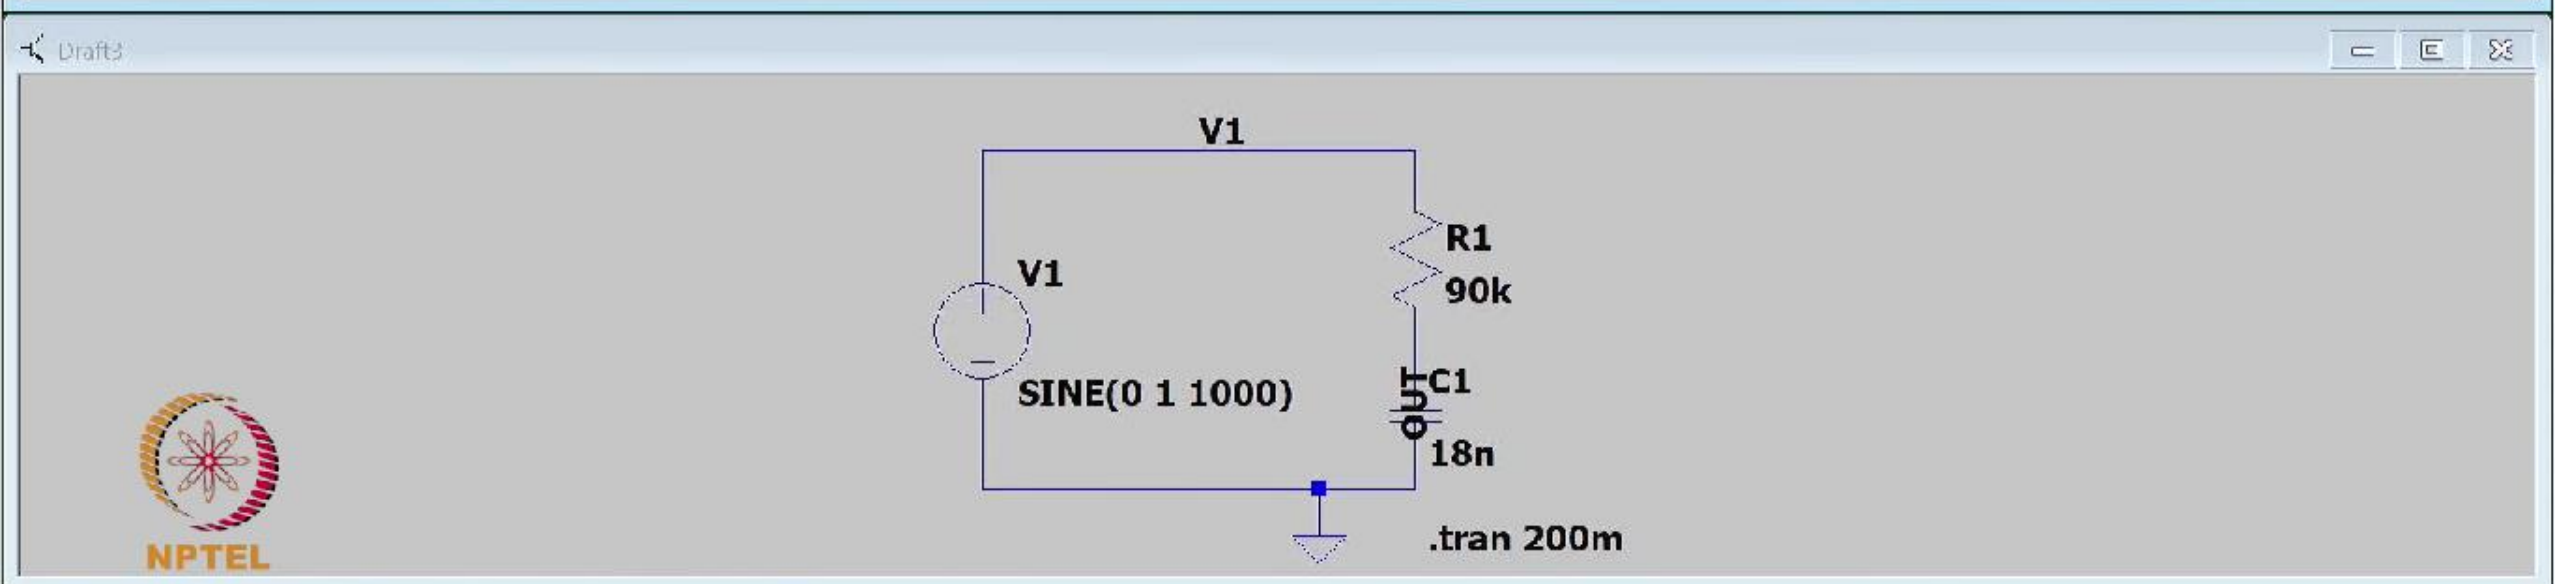 Draft3
V1
R1
V1
90k
OUT
C1
SINE(0 1 1000)
18n
.tran 200m
NPTEL